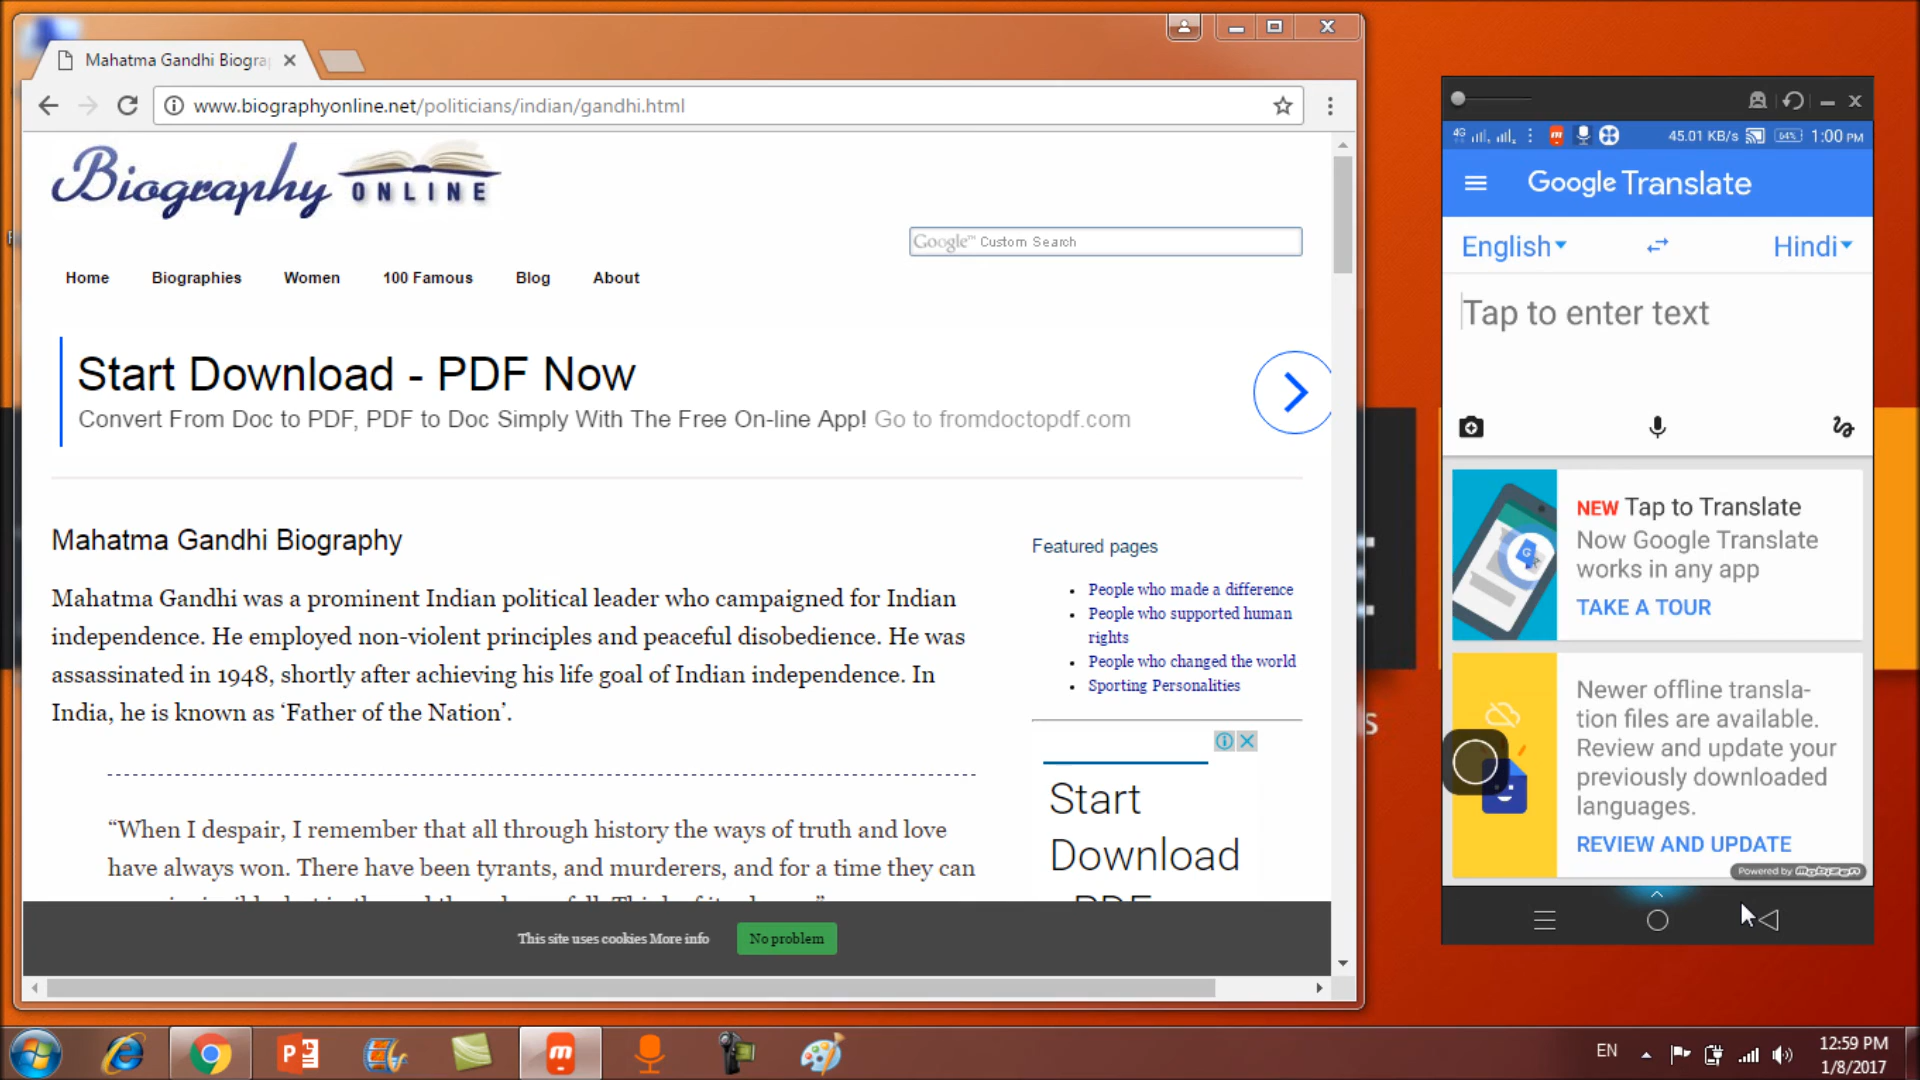 Mahatma Gandhi Biogra
www.biographyonline.net/politicians/indian/gandhi.html
Biography ONLINE
Google™ Custom Search
Home Biographies Women 100 Famous Blog About
Start Download - PDF Now
Convert From Doc to PDF, PDF to Doc Simply With The Free On-line App! Go to fromdoctopdf.com
Mahatma Gandhi Biography
Mahatma Gandhi was a prominent Indian political leader who campaigned for Indian
independence. He employed non-violent principles and peaceful disobedience. He was
assassinated in 1948, shortly after achieving his life goal of Indian independence. In
India, he is known as ‘Father of the Nation’.
“When I despair, I remember that all through history the ways of truth and love
have always won. There have been tyrants, and murderers, and for a time they can
Featured pages
People who made a difference
People who supported human
rights
People who changed the world
Sporting Personalities
Start
Download
This site uses cookies More info No problem
4G 45.01 KB/s 64% 1:00 PM
Google Translate
English Hindi
Tap to enter text
NEW Tap to Translate
Now Google Translate
works in any app
TAKE A TOUR
Newer offline transla-
tion files are available.
Review and update your
previously downloaded
languages.
REVIEW AND UPDATE
Powered by mobizen
EN
12:59 PM
1/8/2017